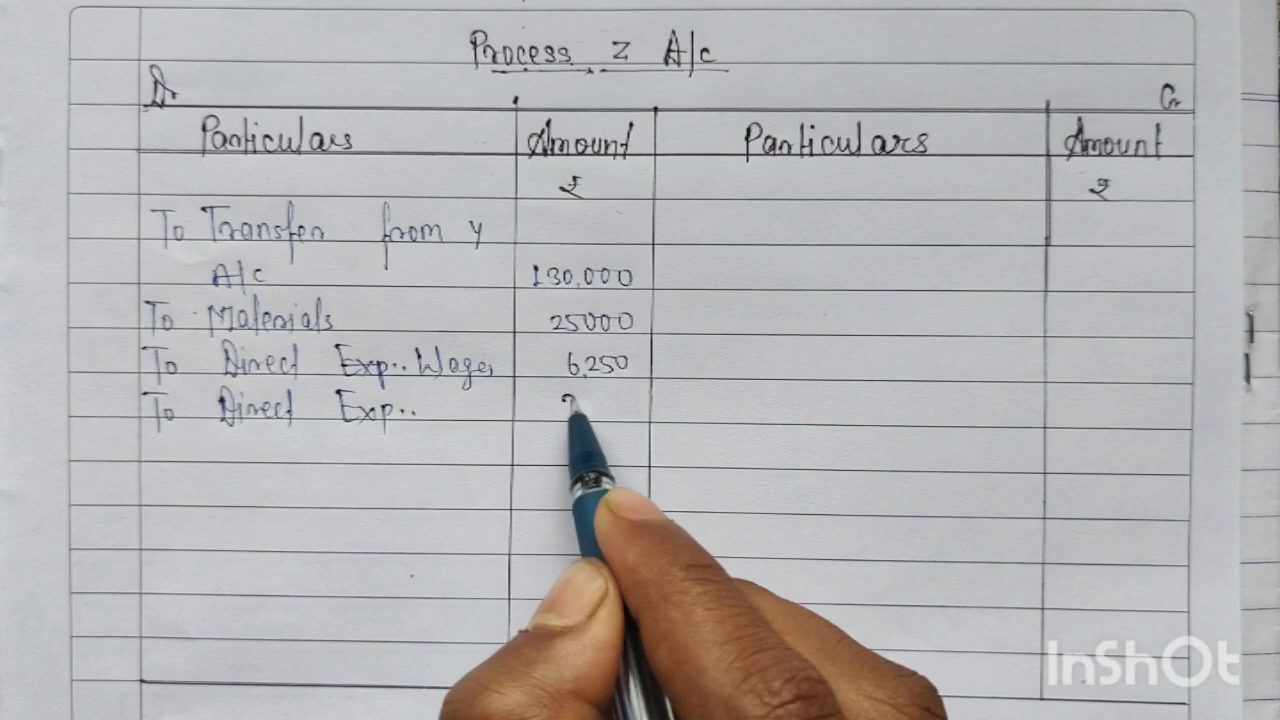 Process Z A/c
Dr Cr
Particulars Amount Particulars Amount
₹ ₹
To Transfer from y
A/c 130,000
To Materials 25000
To Direct Exp.. Wages 6,250
To Direct Exp..
InShOt